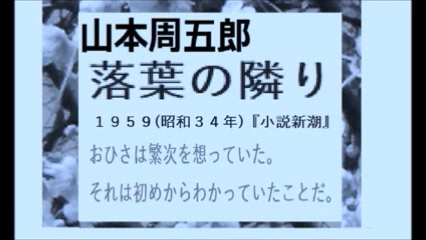 山本周五郎
落葉の隣り
１９５９(昭和３４年)『小説新潮』
おひさは繁次を想っていた。
それは初めからわかっていたことだ。